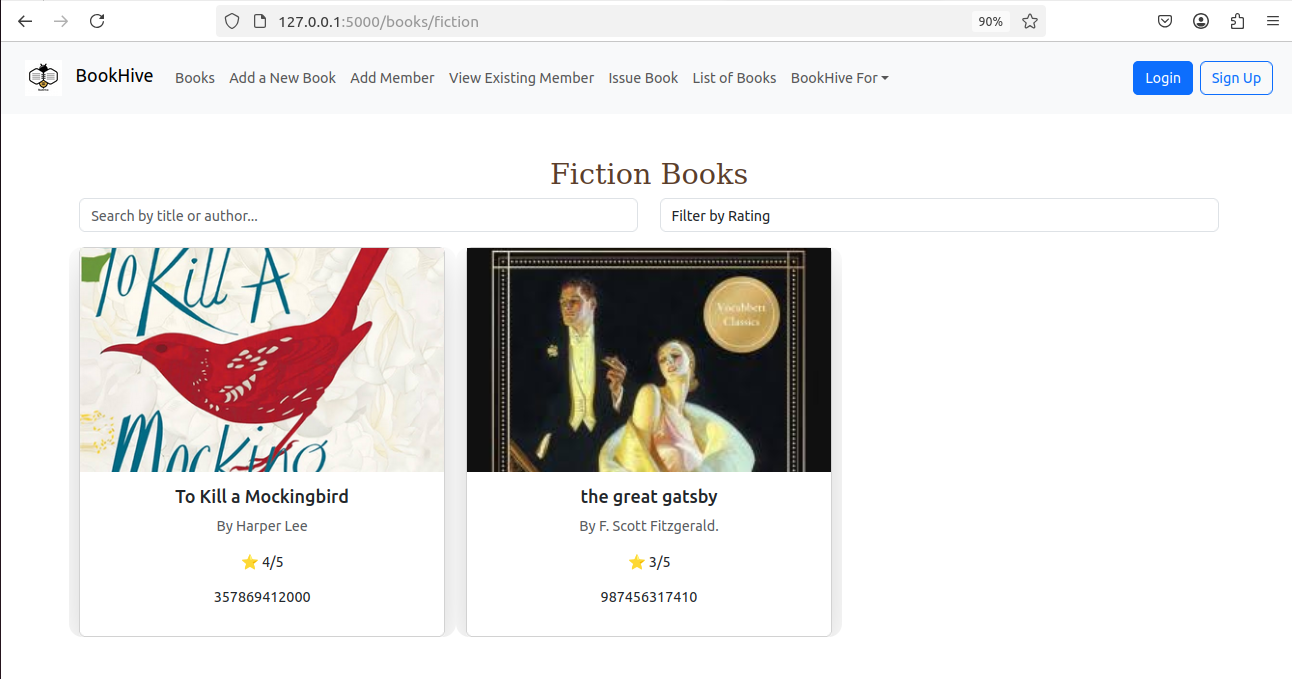 127.0.0.1:5000/books/fiction
90%
BookHive
Books
Add a New Book
Add Member
View Existing Member
Issue Book
List of Books
BookHive For
Login
Sign Up
Fiction Books
Search by title or author...
Filter by Rating
To Kill A
Mocking
Vocabbett
Classics
To Kill a Mockingbird
By Harper Lee
⭐ 4/5
357869412000
the great gatsby
By F. Scott Fitzgerald.
⭐ 3/5
987456317410